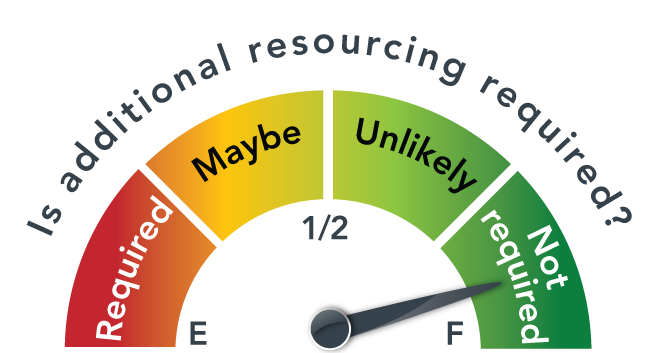 Is additional resourcing required?
Required
Maybe
Unlikely
Not
required
1/2
E
F